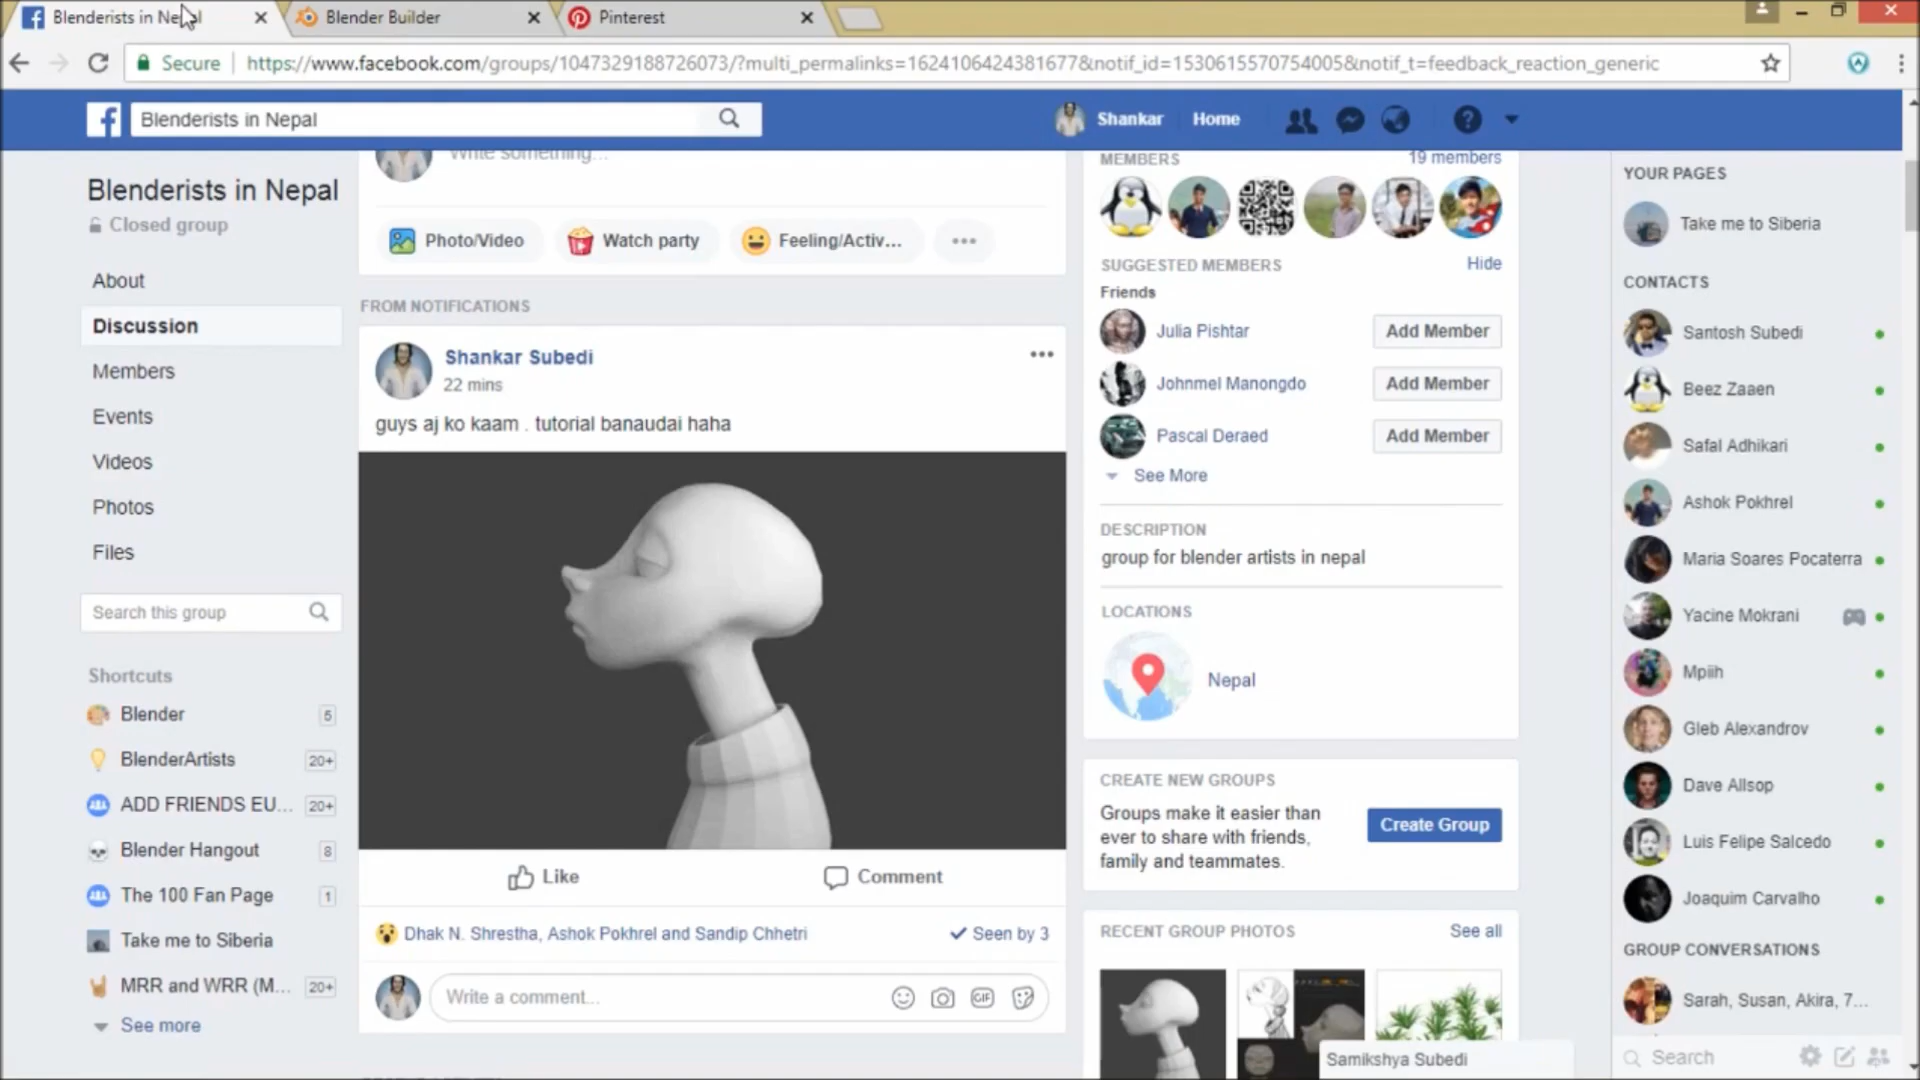 Blenderists in Nepal
Blender Builder
Pinterest
Secure
https://www.facebook.com/groups/1047329188726073/?multi_permalinks=1624106424381677&notif_id=1530615570754005&notif_t=feedback_reaction_generic
Blenderists in Nepal
Shankar
Home
Blenderists in Nepal
Closed group
About
Discussion
Members
Events
Videos
Photos
Files
Search this group
Shortcuts
Blender 5
BlenderArtists 20+
ADD FRIENDS EU... 20+
Blender Hangout 8
The 100 Fan Page 1
Take me to Siberia
MRR and WRR (M... 20+
See more
Write something...
Photo/Video
Watch party
Feeling/Activ...
FROM NOTIFICATIONS
Shankar Subedi
22 mins
guys aj ko kaam . tutorial banaudai haha
Like
Comment
Dhak N. Shrestha, Ashok Pokhrel and Sandip Chhetri
Seen by 3
Write a comment...
GIF
MEMBERS
19 members
SUGGESTED MEMBERS
Hide
Friends
Julia Pishtar
Add Member
Johnmel Manongdo
Add Member
Pascal Deraed
Add Member
See More
DESCRIPTION
group for blender artists in nepal
LOCATIONS
Nepal
CREATE NEW GROUPS
Groups make it easier than
ever to share with friends,
family and teammates.
Create Group
RECENT GROUP PHOTOS
See all
Samikshya Subedi
YOUR PAGES
Take me to Siberia
CONTACTS
Santosh Subedi
Beez Zaaen
Safal Adhikari
Ashok Pokhrel
Maria Soares Pocaterra
Yacine Mokrani
Mpiih
Gleb Alexandrov
Dave Allsop
Luis Felipe Salcedo
Joaquim Carvalho
GROUP CONVERSATIONS
Sarah, Susan, Akira, 7...
Search